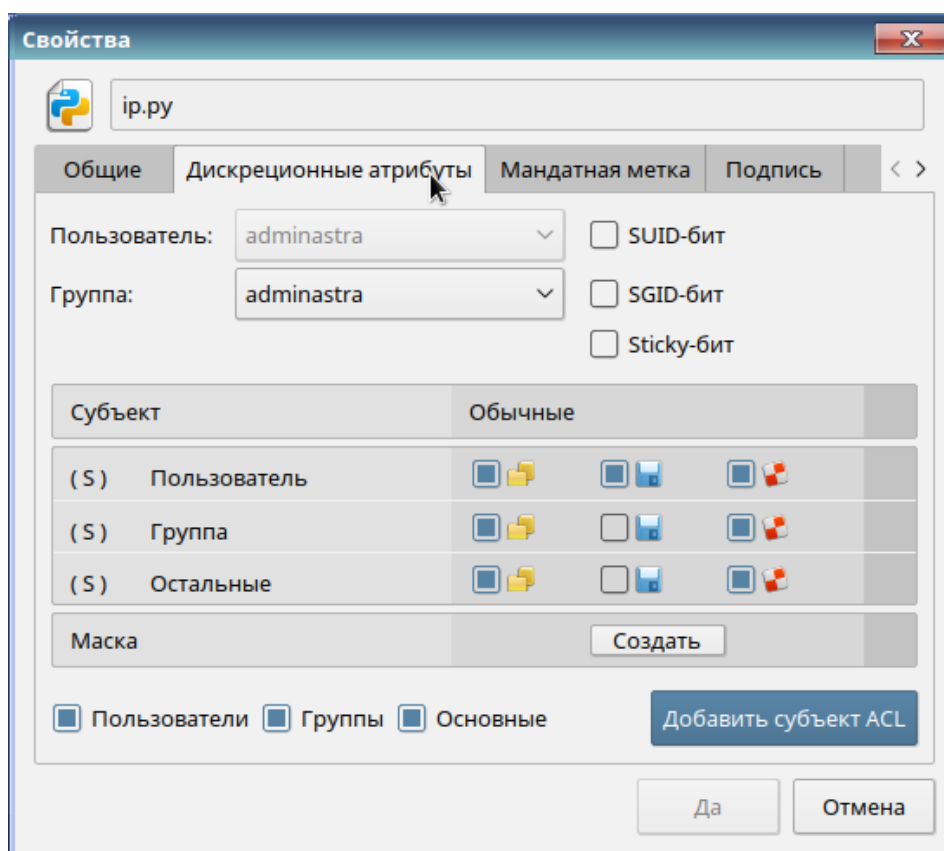 Свойства
ip.py
Общие Дискреционные атрибуты Мандатная метка Подпись
Пользователь: adminastra SUID-бит
Группа: adminastra SGID-бит
Sticky-бит
Субъект Обычные
(S) Пользователь
(S) Группа
(S) Остальные
Маска Создать
Пользователи Группы Основные Добавить субъект ACL
Да Отмена